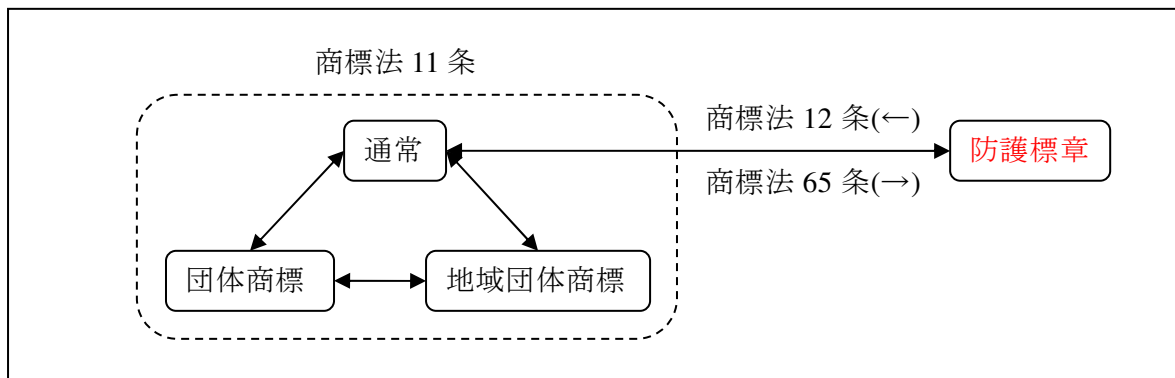 商標法 11 条
商標法 12 条(←)
通常
防護標章
商標法 65 条(→)
団体商標
地域団体商標